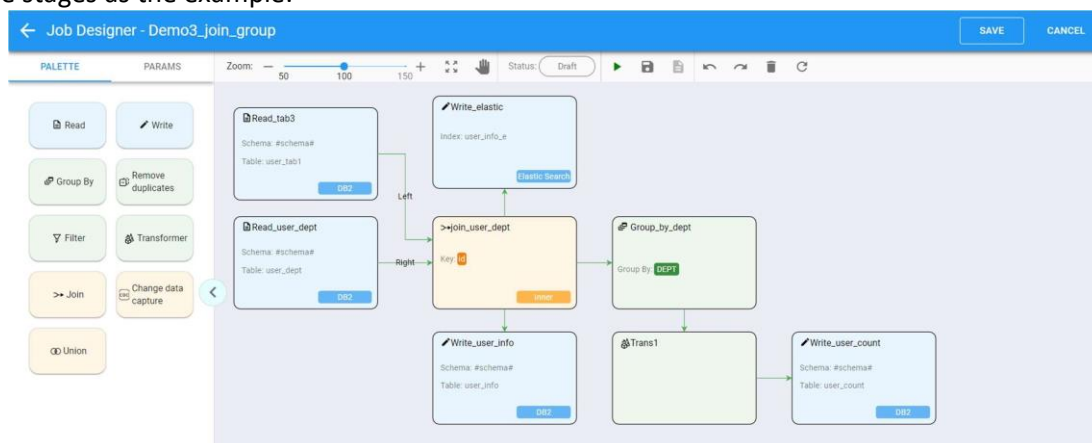 e stages as the example.
Job Designer - Demo3_join_group
SAVE
CANCEL
PALETTE
PARAMS
Zoom:
50
100
150
Status:
Draft
Read
Write
Group By
Remove
duplicates
Filter
Transformer
Join
CDC
Change data
capture
Union
Read_tab3
Schema: #schema#
Table: user_tab1
DB2
Write_elastic
Index: user_info_e
Elastic Search
Left
Read_user_dept
Schema: #schema#
Table: user_dept
DB2
Right
join_user_dept
Key: Id
Inner
Group_by_dept
Group By: DEPT
Write_user_info
Schema: #schema#
Table: user_info
DB2
Trans1
Write_user_count
Schema: #schema#
Table: user_count
DB2